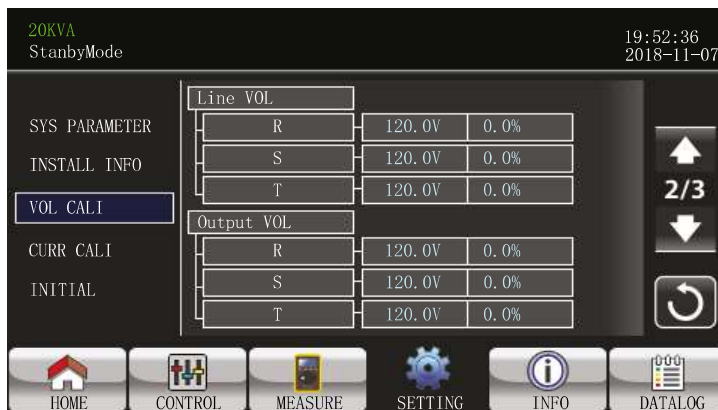 20KVA
StanbyMode
19:52:36
2018-11-07
SYS PARAMETER
INSTALL INFO
VOL CALI
CURR CALI
INITIAL
Line VOL
R 120.0V 0.0%
S 120.0V 0.0%
T 120.0V 0.0%
Output VOL
R 120.0V 0.0%
S 120.0V 0.0%
T 120.0V 0.0%
2/3
HOME CONTROL MEASURE SETTING INFO DATALOG